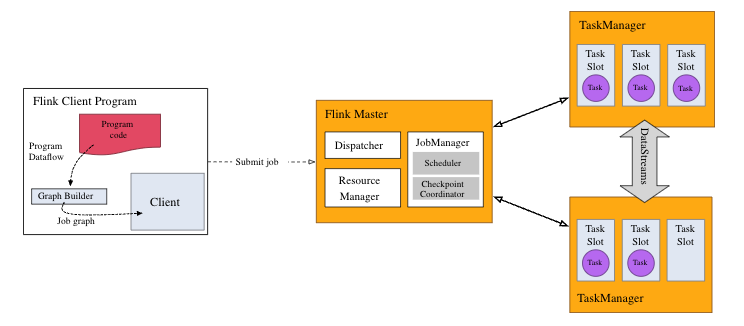 Flink Client Program
Program
code
Program
Dataflow
Graph Builder
Job graph
Client
Submit job
Flink Master
Dispatcher
Resource
Manager
JobManager
Scheduler
Checkpoint
Coordinator
TaskManager
Task
Slot
Task
Task
Slot
Task
Task
Slot
Task
DataStreams
Task
Slot
Task
Task
Slot
Task
Task
Slot
TaskManager